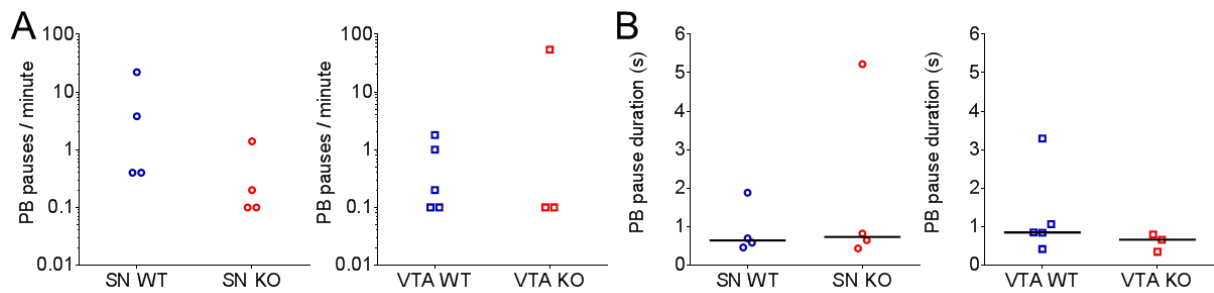 A
PB pauses / minute
100
10
1
0.1
0.01
SN WT
SN KO
PB pauses / minute
100
10
1
0.1
0.01
VTA WT
VTA KO
B
PB pause duration (s)
6
5
4
3
2
1
0
SN WT
SN KO
PB pause duration (s)
6
5
4
3
2
1
0
VTA WT
VTA KO